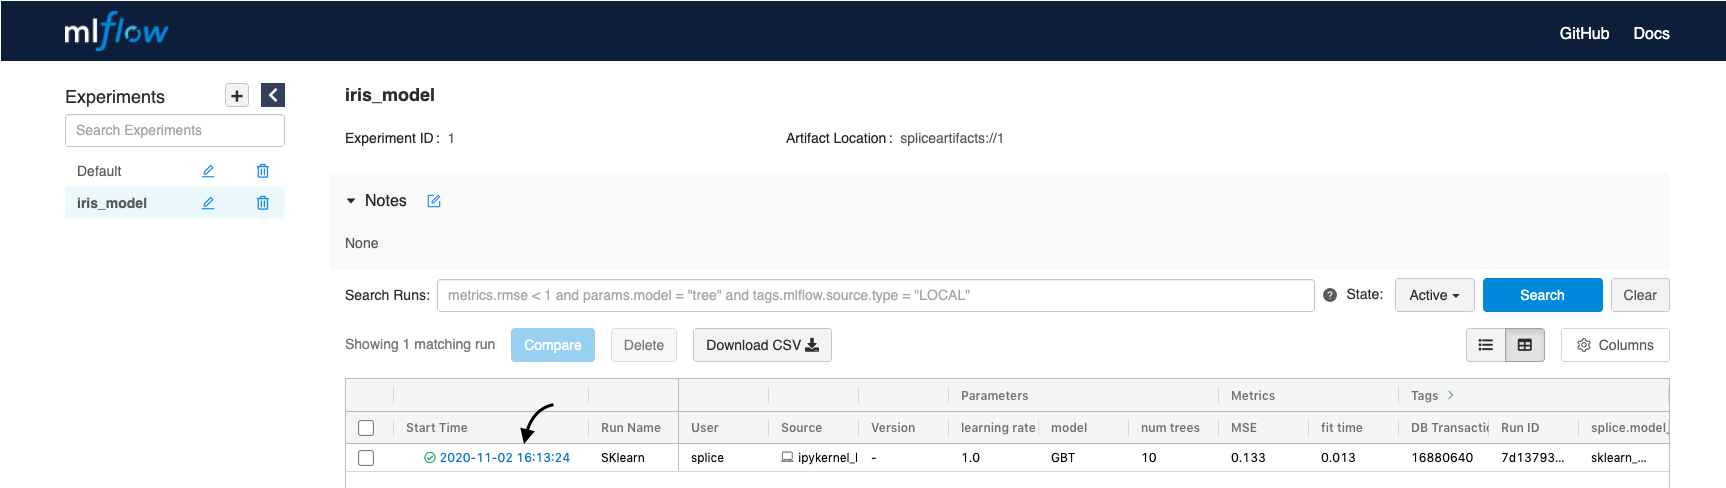 mlflow
GitHub Docs
Experiments
Search Experiments
Default
iris_model
iris_model
Experiment ID: 1 Artifact Location: spliceartifacts://1
Notes
None
Search Runs: metrics.rmse < 1 and params.model = "tree" and tags.mlflow.source.type = "LOCAL" ? State: Active Search Clear
Showing 1 matching run Compare Delete Download CSV Columns
Parameters Metrics Tags >
Start Time Run Name User Source Version learning rate model num trees MSE fit time DB Transacti Run ID splice.model_
2020-11-02 16:13:24 SKlearn splice ipykernel_l - 1.0 GBT 10 0.133 0.013 16880640 7d13793... sklearn_...